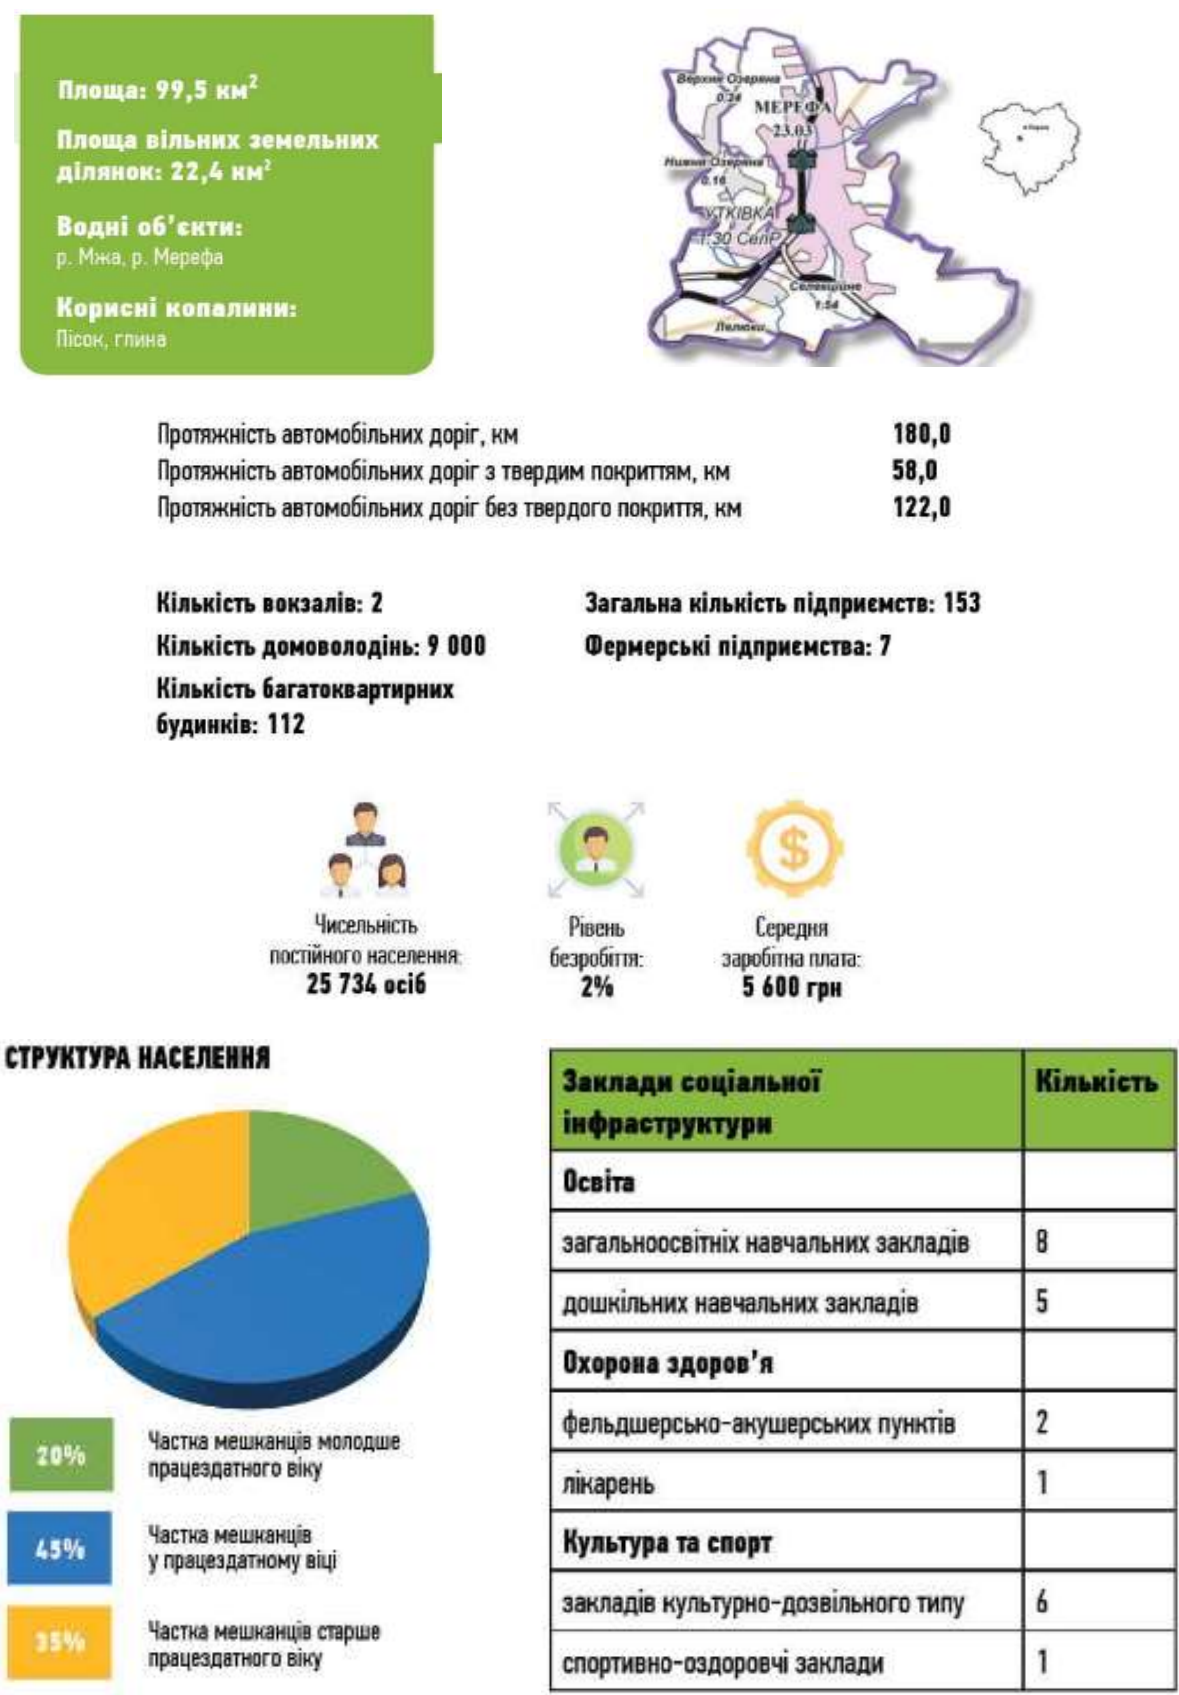 Площа: 99,5 км²
Площа вільних земельних
ділянок: 22,4 км²
Водні об’єкти:
р. Мжа, р. Мерефа
Корисні копалини:
Пісок, глина
Верхня Озеряна
0.24
МЕРЕФА
23.03
Нижня Озеряна
0.16
УТКІВКА
1.30 СелР
Селекційне
1.54
Лелюки
Протяжність автомобільних доріг, км 180,0
Протяжність автомобільних доріг з твердим покриттям, км 58,0
Протяжність автомобільних доріг без твердого покриття, км 122,0
Кількість вокзалів: 2
Кількість домоволодінь: 9 000
Кількість багатоквартирних
будинків: 112
Загальна кількість підприємств: 153
Фермерські підприємства: 7
Чисельність
постійного населення:
25 734 осіб
Рівень
безробіття:
2%
$
Середня
заробітна плата:
5 600 грн
СТРУКТУРА НАСЕЛЕННЯ
20% Частка мешканців молодше
працездатного віку
45% Частка мешканців
у працездатному віці
35% Частка мешканців старше
працездатного віку
Заклади соціальної Кількість
інфраструктури
Освіта
загальноосвітніх навчальних закладів 8
дошкільних навчальних закладів 5
Охорона здоров’я
фельдшерсько-акушерських пунктів 2
лікарень 1
Культура та спорт
закладів культурно-дозвільного типу 6
спортивно-оздоровчі заклади 1